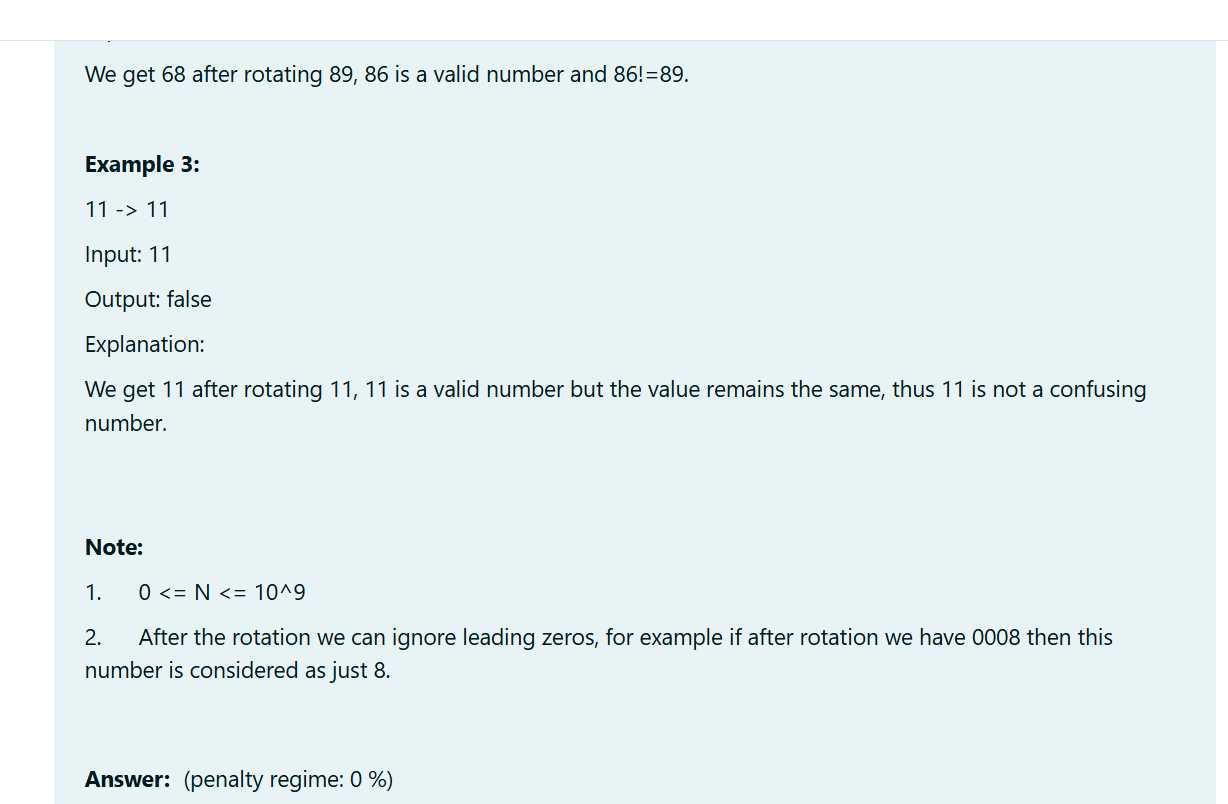 We get 68 after rotating 89, 86 is a valid number and 86!=89.
Example 3:
11 -> 11
Input: 11
Output: false
Explanation:
We get 11 after rotating 11, 11 is a valid number but the value remains the same, thus 11 is not a confusing
number.
Note:
1. 0 <= N <= 10^9
2. After the rotation we can ignore leading zeros, for example if after rotation we have 0008 then this
number is considered as just 8.
Answer: (penalty regime: 0 %)